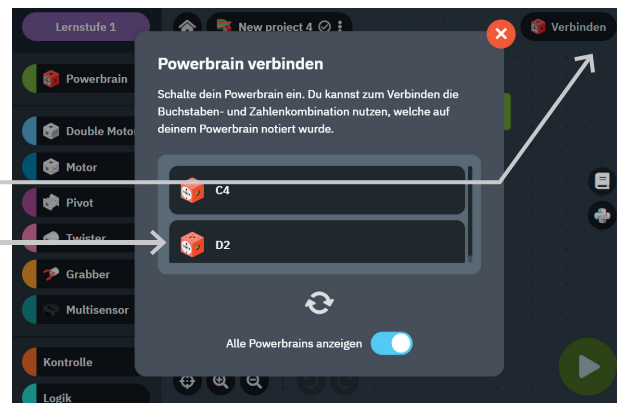 Lernstufe 1
New project 4
Verbinden
Powerbrain
Double Moto
Motor
Pivot
Twister
Grabber
Multisensor
Kontrolle
Logik
Powerbrain verbinden
Schalte dein Powerbrain ein. Du kannst zum Verbinden die
Buchstaben- und Zahlenkombination nutzen, welche auf
deinem Powerbrain notiert wurde.
C4
D2
Alle Powerbrains anzeigen